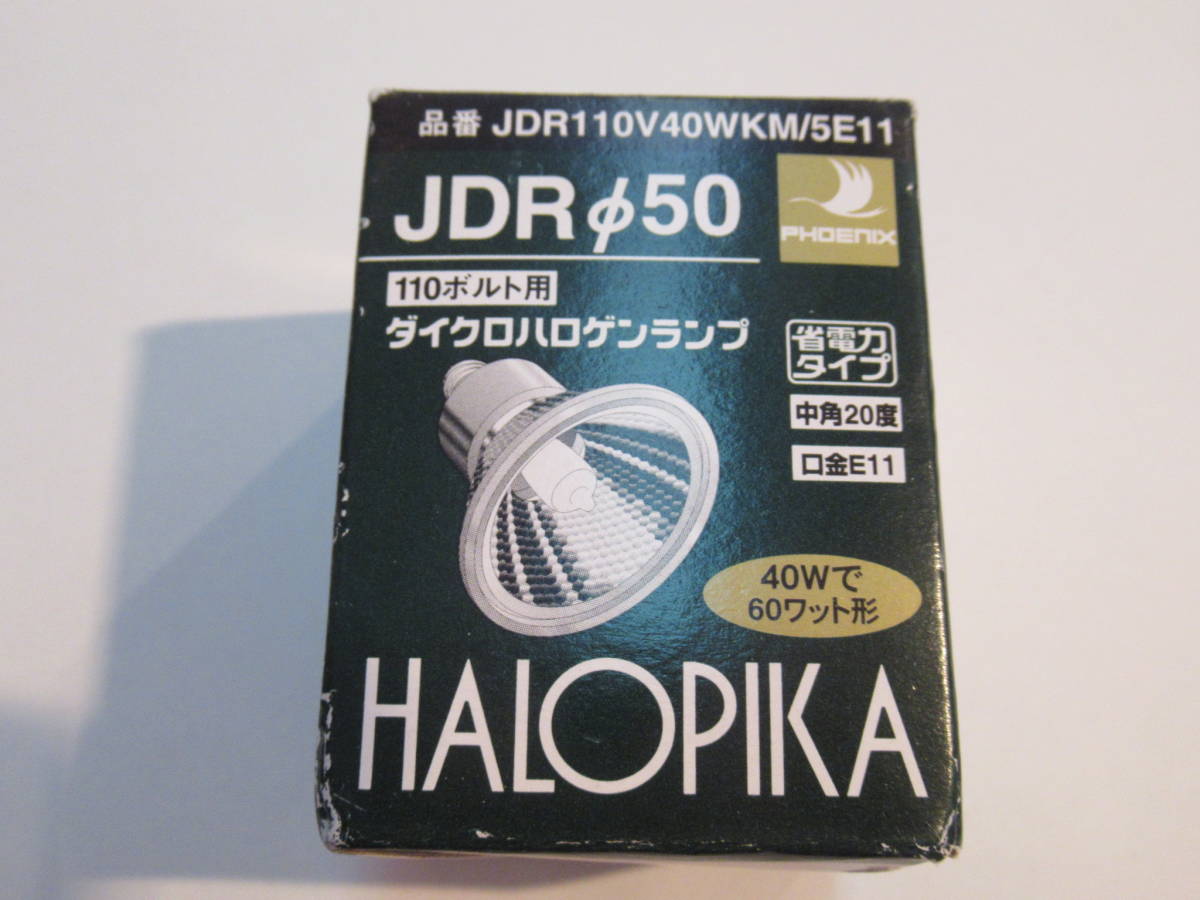 品番 JDR110V40WKM/5E11
JDRφ50
PHOENIX
110ボルト用
ダイクロハロゲンランプ
省電力
タイプ
中角20度
口金E11
40Wで
60ワット形
HALOPIKA